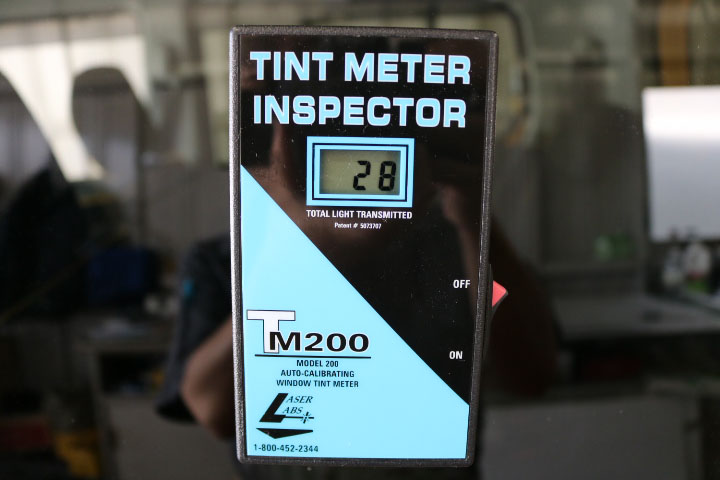 TINT METER
INSPECTOR
28
TOTAL LIGHT TRANSMITTED
Patent # 5073707
OFF
TM200
ON
MODEL 200
AUTO-CALIBRATING
WINDOW TINT METER
LASER
LABS
1-800-452-2344